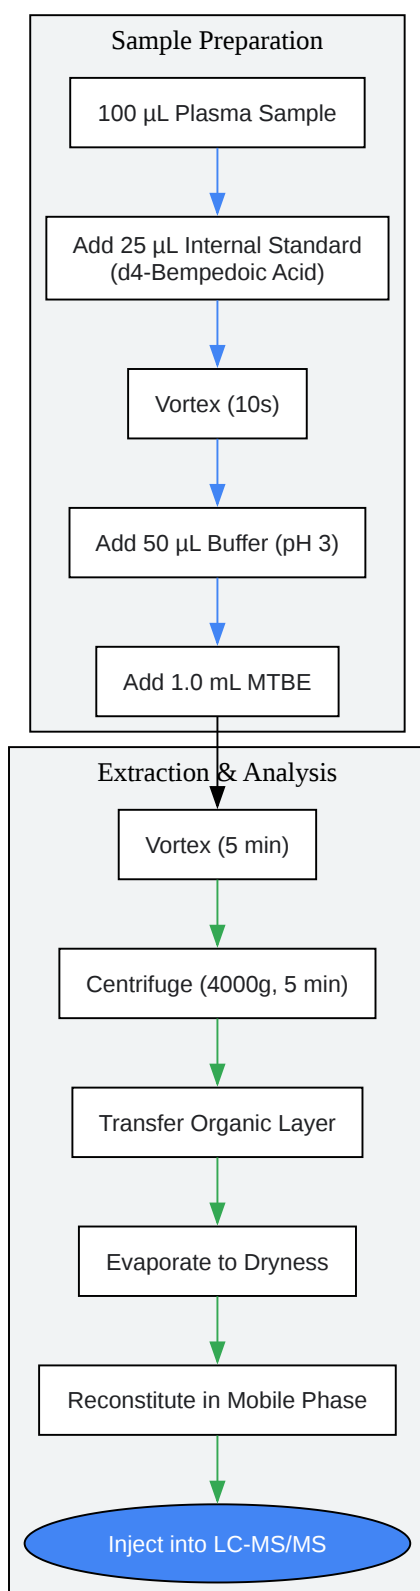 Sample Preparation
100 µL Plasma Sample
Add 25 µL Internal Standard
(d4-Bempedoic Acid)
Vortex (10s)
Add 50 µL Buffer (pH 3)
Add 1.0 mL MTBE
Extraction & Analysis
Vortex (5 min)
Centrifuge (4000g, 5 min)
Transfer Organic Layer
Evaporate to Dryness
Reconstitute in Mobile Phase
Inject into LC-MS/MS